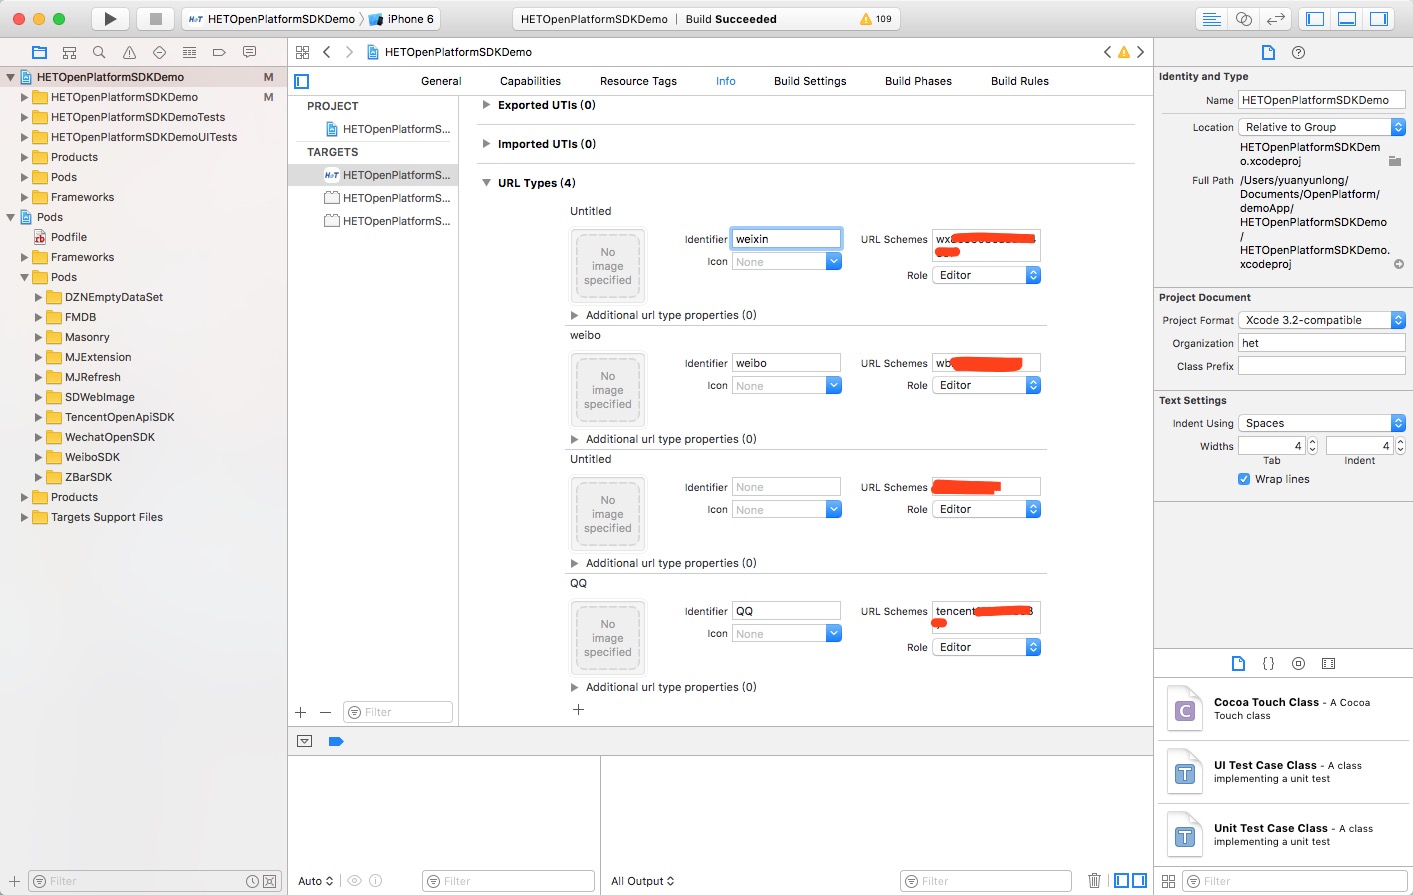 HETOpenPlatformSDKDemo
iPhone 6
HETOpenPlatformSDKDemo | Build Succeeded
109
HETOpenPlatformSDKDemo M
HETOpenPlatformSDKDemo M
HETOpenPlatformSDKDemoTests
HETOpenPlatformSDKDemoUITests
Products
Pods
Frameworks
Pods
Podfile
Frameworks
Pods
DZNEmptyDataSet
FMDB
Masonry
MJExtension
MJRefresh
SDWebImage
TencentOpenApiSDK
WechatOpenSDK
WeiboSDK
ZBarSDK
Products
Targets Support Files
Filter
HETOpenPlatformSDKDemo
General Capabilities Resource Tags Info Build Settings Build Phases Build Rules
PROJECT
HETOpenPlatformS...
TARGETS
HETOpenPlatformS...
HETOpenPlatformS...
HETOpenPlatformS...
Filter
Exported UTIs (0)
Imported UTIs (0)
URL Types (4)
Untitled
No
image
specified
Identifier weixin
URL Schemes wx
Icon None
Role Editor
Additional url type properties (0)
weibo
No
image
specified
Identifier weibo
URL Schemes wb
Icon None
Role Editor
Additional url type properties (0)
Untitled
No
image
specified
Identifier None
URL Schemes
Icon None
Role Editor
Additional url type properties (0)
QQ
No
image
specified
Identifier QQ
URL Schemes tencent
Icon None
Role Editor
Additional url type properties (0)
Auto
Filter
All Output
Filter
Identity and Type
Name HETOpenPlatformSDKDemo
Location Relative to Group
HETOpenPlatformSDKDem
o.xcodeproj
Full Path /Users/yuanyunlong/
Documents/OpenPlatform/
demoApp/
HETOpenPlatformSDKDemo
/
HETOpenPlatformSDKDemo.
xcodeproj
Project Document
Project Format Xcode 3.2-compatible
Organization het
Class Prefix
Text Settings
Indent Using Spaces
Widths 4 4
Tab Indent
Wrap lines
Cocoa Touch Class - A Cocoa
Touch class
UI Test Case Class - A class
implementing a unit test
Unit Test Case Class - A class
implementing a unit test
Filter